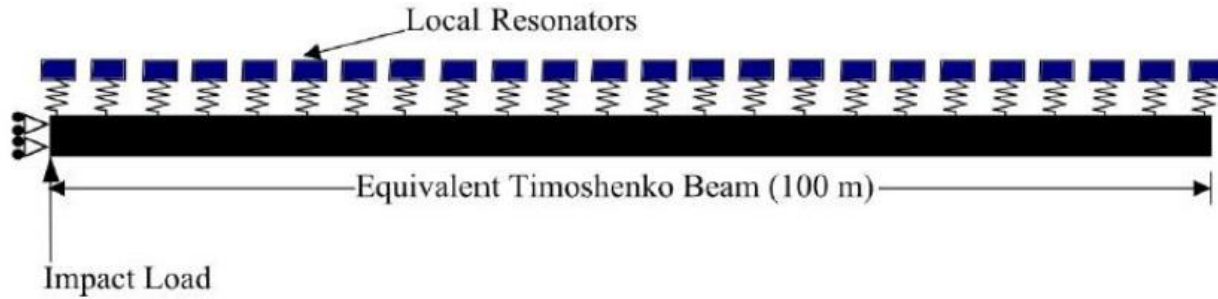 Local Resonators
Equivalent Timoshenko Beam (100 m)
Impact Load